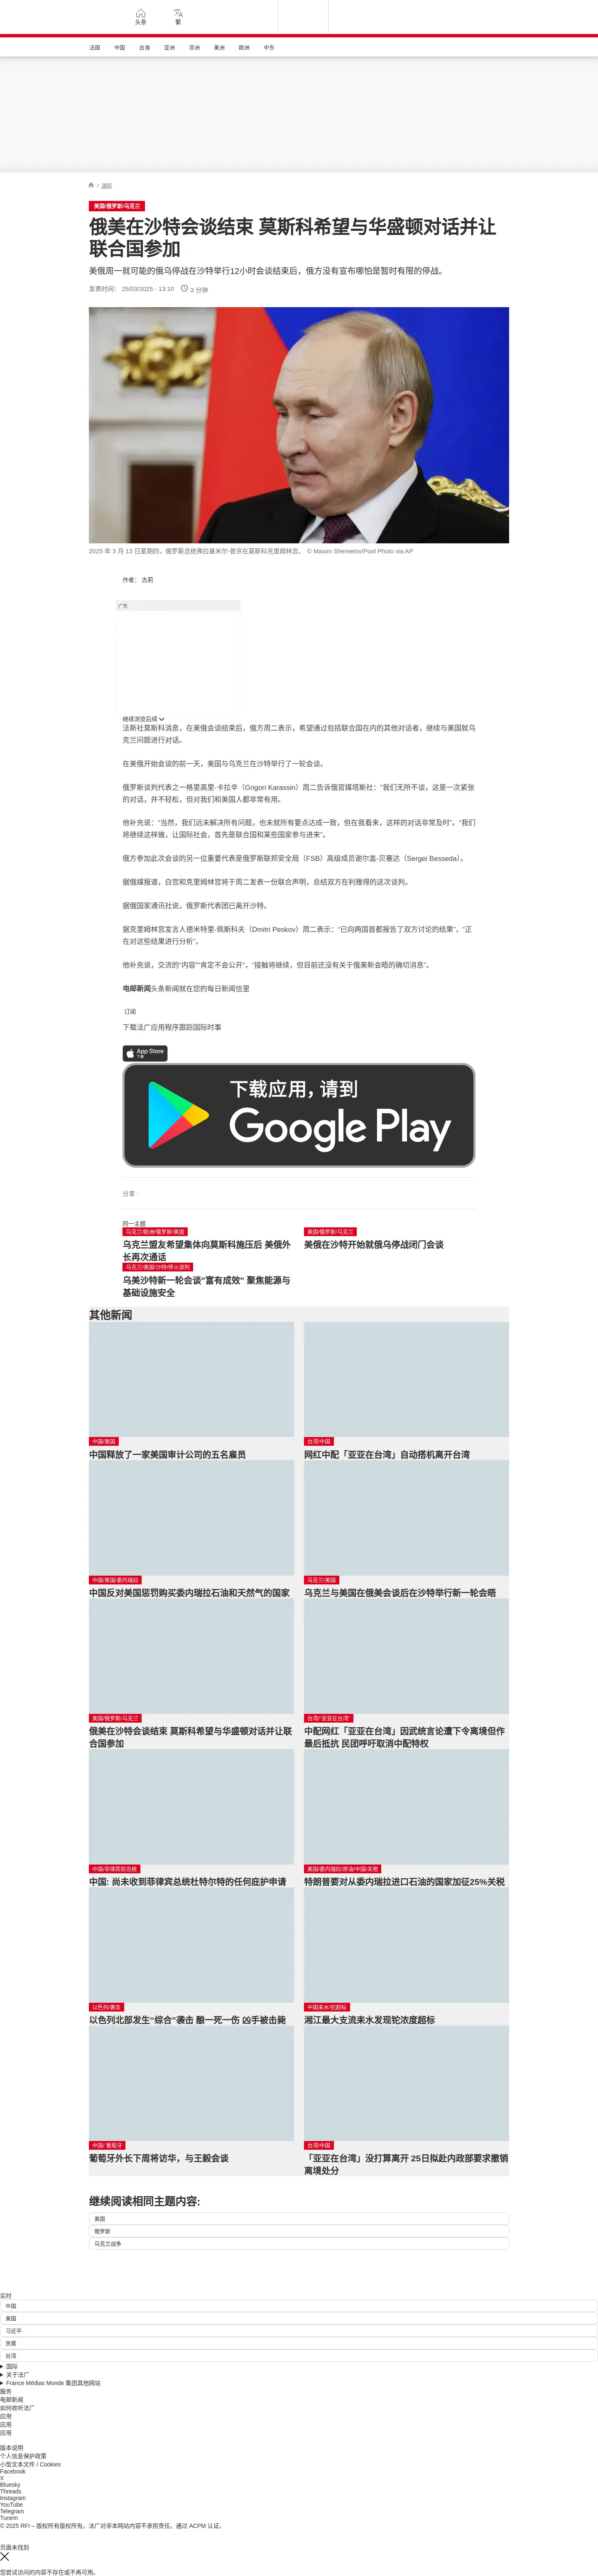 头条
繁
法国
中国
台海
亚洲
非洲
美洲
欧洲
中东
/ 国际
美国/俄罗斯/乌克兰
俄美在沙特会谈结束 莫斯科希望与华盛顿对话并让
联合国参加
美俄周一就可能的俄乌停战在沙特举行12小时会谈结束后，俄方没有宣布哪怕是暂时有限的停战。
发表时间： 25/03/2025 - 13:10
3 分钟
2025 年 3 月 13 日星期四，俄罗斯总统弗拉基米尔-普京在莫斯科克里姆林宫。 © Maxim Shemetov/Pool Photo via AP
作者： 古莉
广告
继续浏览后续
法新社莫斯科消息，在美俄会谈结束后，俄方周二表示，希望通过包括联合国在内的其他对话者，继续与美国就乌
克兰问题进行对话。
在美俄开始会谈的前一天，美国与乌克兰在沙特举行了一轮会谈。
俄罗斯谈判代表之一格里高里-卡拉辛（Grigori Karassin）周二告诉俄官媒塔斯社："我们无所不谈，这是一次紧张
的对话，并不轻松，但对我们和美国人都非常有用。
他补充说："当然，我们远未解决所有问题，也未就所有要点达成一致，但在我看来，这样的对话非常及时"。"我们
将继续这样做，让国际社会，首先是联合国和某些国家参与进来"。
俄方参加此次会谈的另一位重要代表是俄罗斯联邦安全局（FSB）高级成员谢尔盖-贝塞达（Sergei Besseda）。
据俄媒报道，白宫和克里姆林宫将于周二发表一份联合声明，总结双方在利雅得的这次谈判。
据俄国家通讯社说，俄罗斯代表团已离开沙特。
据克里姆林宫发言人德米特里-佩斯科夫（Dmitri Peskov）周二表示："已向两国首都报告了双方讨论的结果"，"正
在对这些结果进行分析"。
他补充说，交流的"内容""肯定不会公开"，"接触将继续，但目前还没有关于俄美新会晤的确切消息"。
电邮新闻头条新闻就在您的每日新闻信里
订阅
下载法广应用程序跟踪国际时事
App Store
下载
下载应用，请到
Google Play
分享 :
同一主题
乌克兰/欧洲/俄罗斯/美国
乌克兰盟友希望集体向莫斯科施压后 美俄外
长再次通话
美国/俄罗斯/乌克兰
美俄在沙特开始就俄乌停战闭门会谈
乌克兰/美国/沙特/停火谈判
乌美沙特新一轮会谈"富有成效" 聚焦能源与
基础设施安全
其他新闻
中国/美国
中国释放了一家美国审计公司的五名雇员
台湾/中国
网红中配「亚亚在台湾」自动搭机离开台湾
中国/美国/委内瑞拉
中国反对美国惩罚购买委内瑞拉石油和天然气的国家
乌克兰/美国
乌克兰与美国在俄美会谈后在沙特举行新一轮会晤
美国/俄罗斯/乌克兰
俄美在沙特会谈结束 莫斯科希望与华盛顿对话并让联
合国参加
台湾/"亚亚在台湾"
中配网红「亚亚在台湾」因武统言论遭下令离境但作
最后抵抗 民团呼吁取消中配特权
中国/菲律宾前总统
中国: 尚未收到菲律宾总统杜特尔特的任何庇护申请
美国/委内瑞拉/原油/中国/关税
特朗普要对从委内瑞拉进口石油的国家加征25%关税
以色列/袭击
以色列北部发生"综合"袭击 酿一死一伤 凶手被击毙
中国耒水/铊超标
湘江最大支流耒水发现铊浓度超标
中国/ 葡萄牙
葡萄牙外长下周将访华，与王毅会谈
台湾/中国
「亚亚在台湾」没打算离开 25日拟赴内政部要求撤销
离境处分
继续阅读相同主题内容:
美国
俄罗斯
乌克兰战争
实时
中国
美国
习近平
贪腐
台湾
国际
关于法广
France Médias Monde 集团其他网站
服务
电邮新闻
如何收听法广
应用
应用
应用
版本说明
个人信息保护政策
小型文本文件 / Cookies
Facebook
X
Bluesky
Threads
Instagram
YouTube
Telegram
TuneIn
© 2025 RFI – 版权所有版权所有。法广对非本网站内容不承担责任。通过 ACPM 认证。
页面未找到
您尝试访问的内容不存在或不再可用。